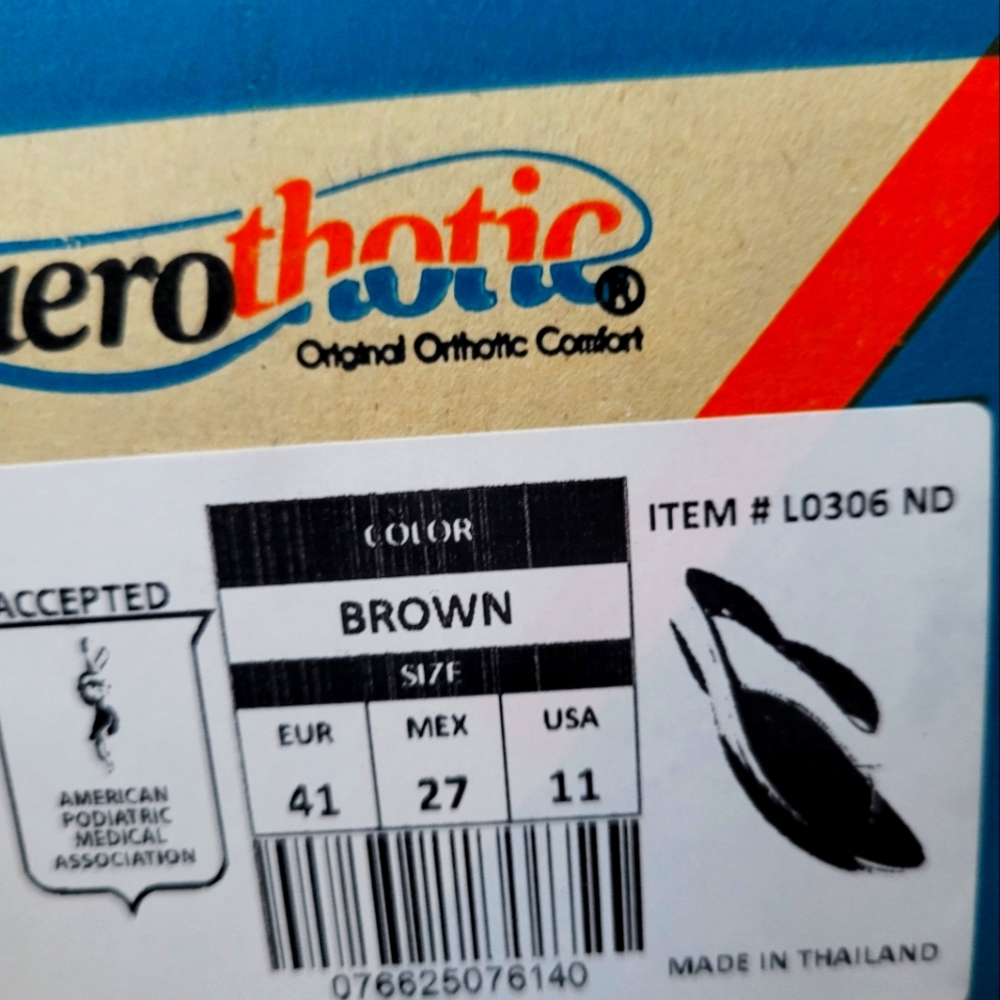 aerothotic®
Original Orthotic Comfort
ITEM # L0306 ND
COLOR
BROWN
SIZE
EUR MEX USA
41 27 11
ACCEPTED
AMERICAN
PODIATRIC
MEDICAL
ASSOCIATION
076625076140
MADE IN THAILAND